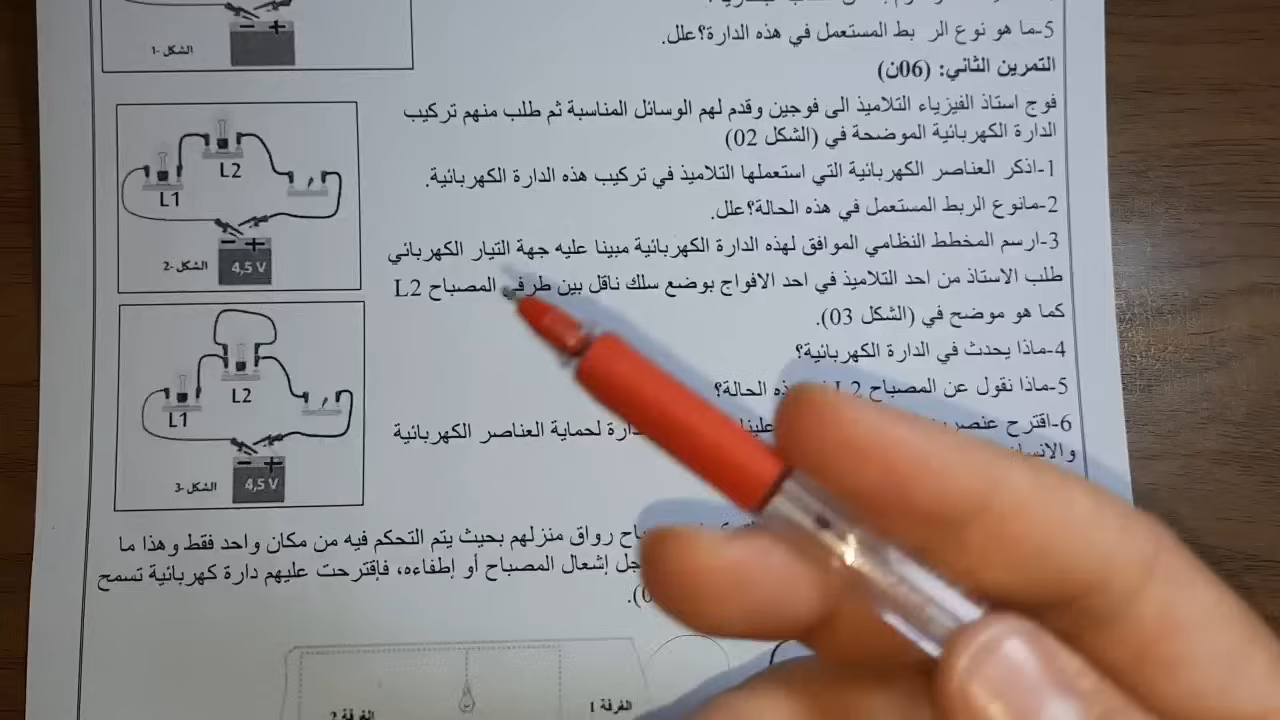 - +
الشكل -1
5-ما هو نوع الر بط المستعمل في هذه الدارة؟علل.
التمرين الثاني: (06ن)
فوج استاذ الفيزياء التلاميذ الى فوجين وقدم لهم الوسائل المناسبة ثم طلب منهم تركيب
الدارة الكهربائية الموضحة في (الشكل 02)
1-اذكر العناصر الكهربائية التي استعملها التلاميذ في تركيب هذه الدارة الكهربائية.
2-مانوع الربط المستعمل في هذه الحالة؟علل.
3-ارسم المخطط النظامي الموافق لهذه الدارة الكهربائية مبينا عليه جهة التيار الكهربائي
طلب الاستاذ من احد التلاميذ في احد الافواج بوضع سلك ناقل بين طرفي المصباح L2
كما هو موضح في (الشكل 03).
4-ماذا يحدث في الدارة الكهربائية؟
5-ماذا نقول عن المصباح L2 هذه الحالة؟
6-اقترح لحماية العناصر الكهربائية
L1
L2
- +
4,5 V
الشكل -2
L1
L2
- +
4,5 V
الشكل -3
رواق منزلهم بحيث يتم التحكم فيه من مكان واحد فقط وهذا ما
إشعال المصباح أو إطفاءه، فإقترحت عليهم دارة كهربائية تسمح
الغرفة 1
الغرفة 2